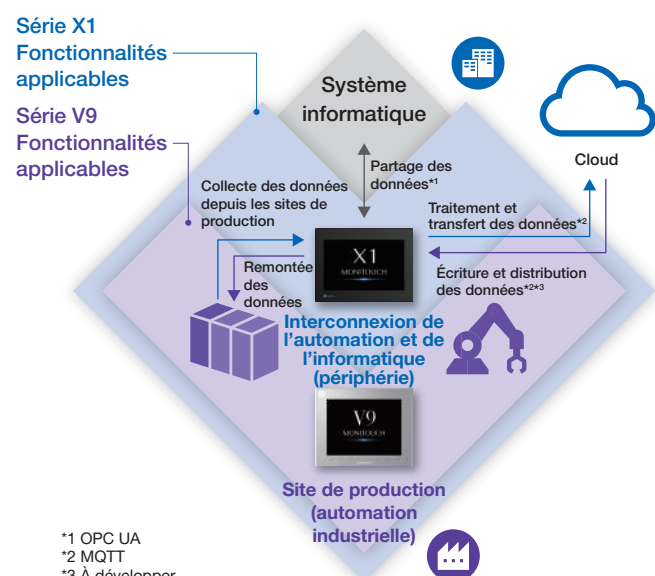 Série X1
Fonctionnalités
applicables
Série V9
Fonctionnalités
applicables
Système
informatique
Cloud
Partage des
données*1
Collecte des données
depuis les sites de
production
Traitement et
transfert des données*2
X1
MONITOUCH
Remontée
des
données
Écriture et distribution
des données*2*3
Interconnexion de
l'automation et de
l'informatique
(périphérie)
V9
MONITOUCH
Site de production
(automation
industrielle)
*1 OPC UA
*2 MQTT
*3 À développer